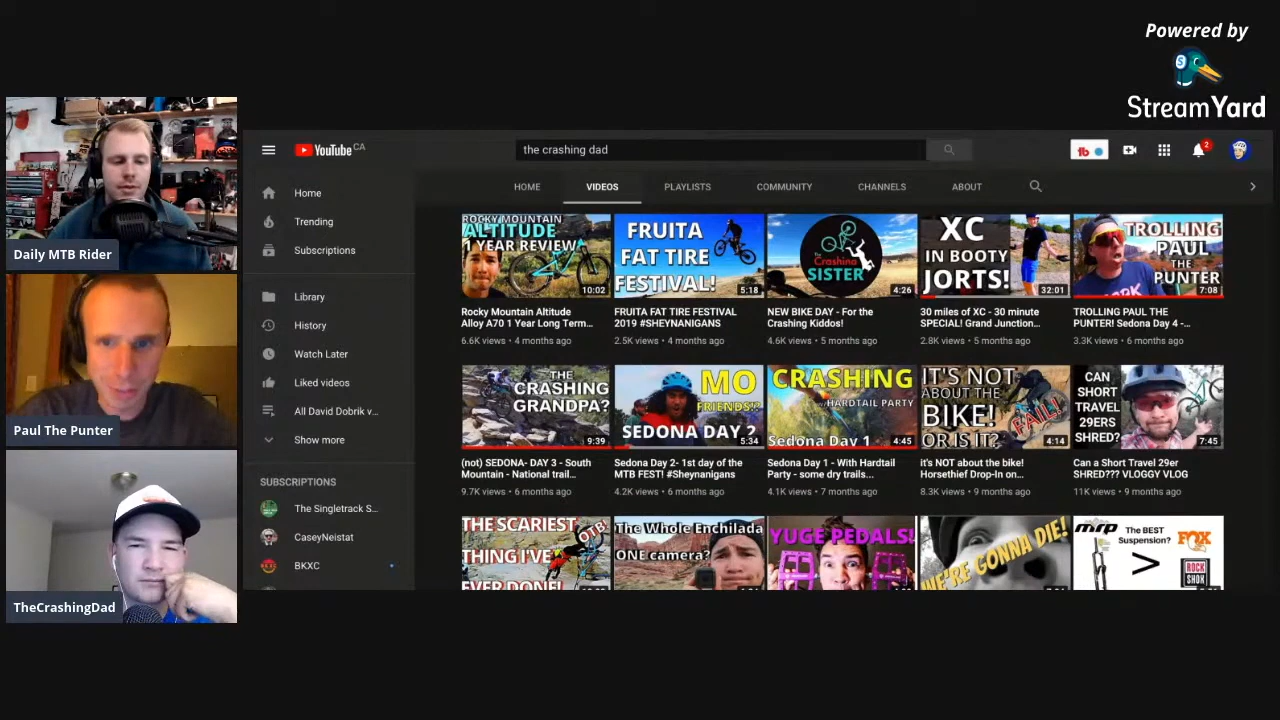 Powered by
StreamYard
Daily MTB Rider
Paul The Punter
TheCrashingDad
YouTube CA
the crashing dad
2
Home
Trending
Subscriptions
Library
History
Watch Later
Liked videos
All David Dobrik v...
Show more
SUBSCRIPTIONS
The Singletrack S...
CaseyNeistat
BKXC
HOME
VIDEOS
PLAYLISTS
COMMUNITY
CHANNELS
ABOUT
ROCKY MOUNTAIN
ALTITUDE
1 YEAR REVIEW
10:02
Rocky Mountain Altitude
Alloy A70 1 Year Long Term...
6.6K views • 4 months ago
FRUITA
FAT TIRE
FESTIVAL!
5:18
FRUITA FAT TIRE FESTIVAL
2019 #SHEYNANIGANS
2.5K views • 4 months ago
The Crashing
SISTER
4:26
NEW BIKE DAY - For the
Crashing Kiddos!
4.6K views • 5 months ago
XC
IN BOOTY
JORTS!
32:01
30 miles of XC - 30 minute
SPECIAL! Grand Junction...
2.8K views • 5 months ago
TROLLING
PAUL
THE
PUNTER
7:08
TROLLING PAUL THE
PUNTER! Sedona Day 4 -...
3.3K views • 6 months ago
THE
CRASHING
GRANDPA?
9:39
(not) SEDONA- DAY 3 - South
Mountain - National trail...
9.7K views • 6 months ago
MO
FRIENDS!?
SEDONA DAY 2
5:34
Sedona Day 2- 1st day of the
MTB FEST! #Sheynanigans
4.2K views • 6 months ago
CRASHING
HARDTAIL PARTY
Sedona Day 1
4:45
Sedona Day 1 - With Hardtail
Party - some dry trails...
4.1K views • 7 months ago
IT'S NOT
ABOUT THE
BIKE!
OR IS IT?
FAIL!
4:14
it's NOT about the bike!
Horsethief Drop-In on...
8.3K views • 9 months ago
CAN
SHORT
TRAVEL
29ERS
SHRED?
7:45
Can a Short Travel 29er
SHRED??? VLOGGY VLOG
11K views • 9 months ago
THE SCARIEST
THING I'VE
EVER DONE!
OTB
The Whole Enchilada
ONE camera?
YUGE PEDALS!
WE'RE GONNA DIE!
mrp
The BEST
Suspension?
>
FOX
ROCK
SHOX